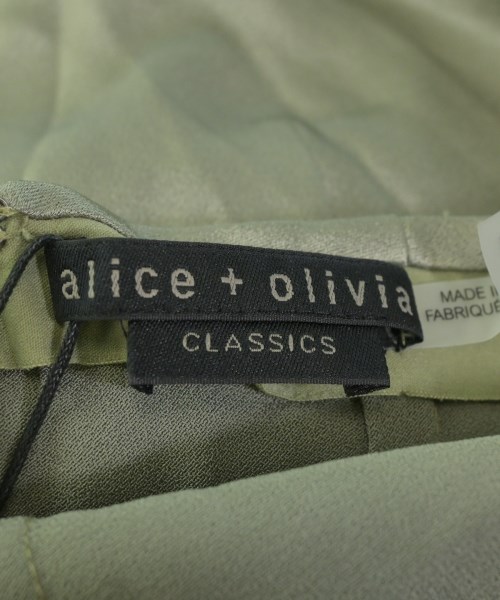 alice + olivia
CLASSICS
MADE I
FABRIQUÉ